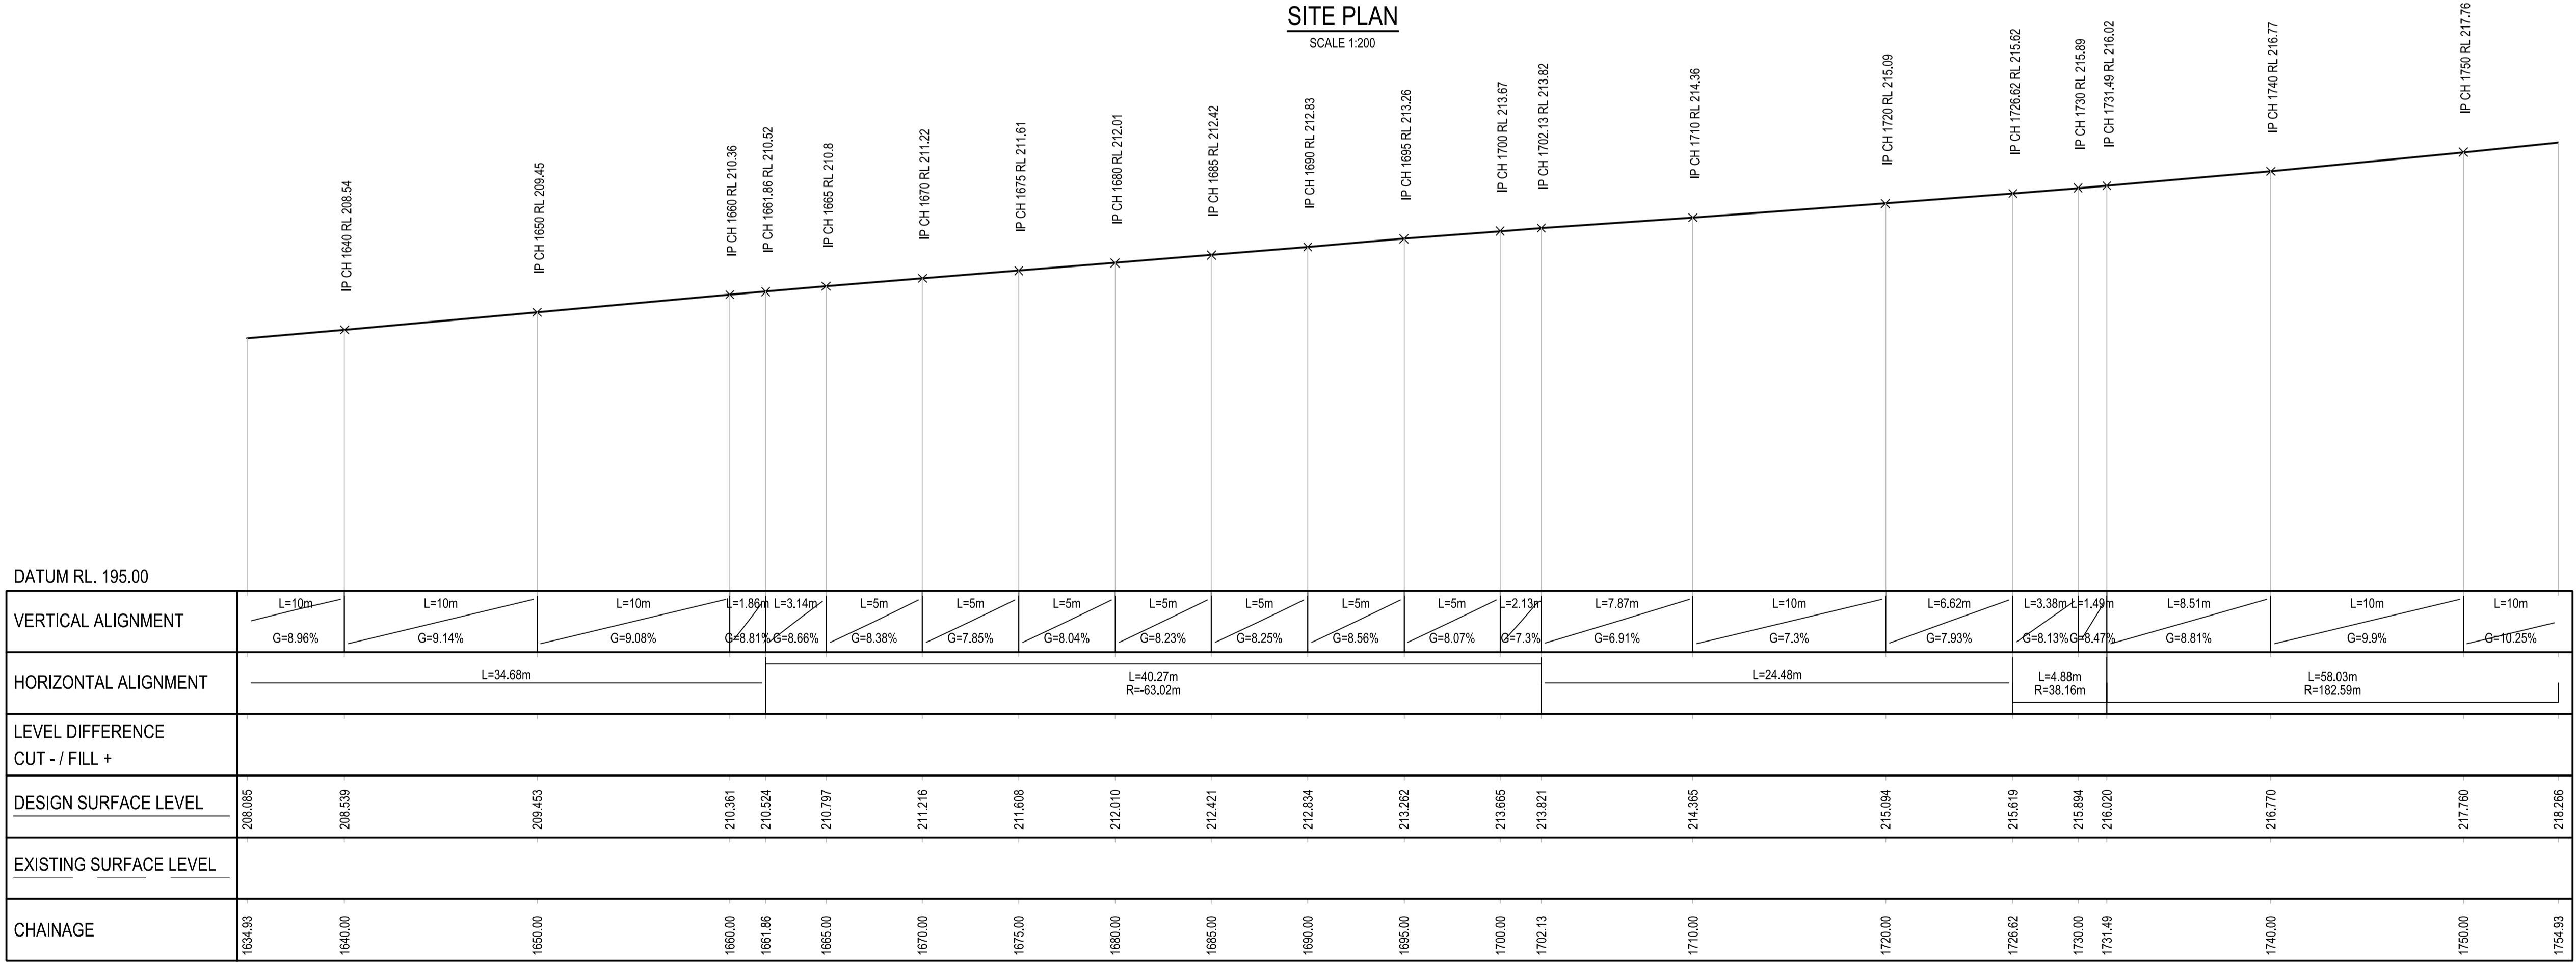 SITE PLAN
SCALE 1:200
IP CH 1640 RL 208.54
IP CH 1650 RL 209.45
IP CH 1660 RL 210.36
IP CH 1661.86 RL 210.52
IP CH 1665 RL 210.8
IP CH 1670 RL 211.22
IP CH 1675 RL 211.61
IP CH 1680 RL 212.01
IP CH 1685 RL 212.42
IP CH 1690 RL 212.83
IP CH 1695 RL 213.26
IP CH 1700 RL 213.67
IP CH 1702.13 RL 213.82
IP CH 1710 RL 214.36
IP CH 1720 RL 215.09
IP CH 1726.62 RL 215.62
IP CH 1730 RL 215.89
IP CH 1731.49 RL 216.02
IP CH 1740 RL 216.77
IP CH 1750 RL 217.76
DATUM RL. 195.00
VERTICAL ALIGNMENT
L=10m L=10m L=10m L=1.86m L=3.14m L=5m L=5m L=5m L=5m L=5m L=5m L=5m L=2.13m L=7.87m L=10m L=6.62m L=3.38m L=1.49m L=8.51m L=10m L=10m
G=8.96% G=9.14% G=9.08% G=8.81% G=8.66% G=8.38% G=7.85% G=8.04% G=8.23% G=8.25% G=8.56% G=8.07% G=7.3% G=6.91% G=7.3% G=7.93% G=8.13% G=8.47% G=8.81% G=9.9% G=10.25%
HORIZONTAL ALIGNMENT
L=34.68m L=40.27m L=24.48m L=4.88m L=58.03m
R=-63.02m R=38.16m R=182.59m
LEVEL DIFFERENCE
CUT - / FILL +
DESIGN SURFACE LEVEL
208.085 208.539 209.453 210.361 210.524 210.797 211.216 211.608 212.010 212.421 212.834 213.262 213.665 213.821 214.365 215.094 215.619 215.894 216.020 216.770 217.760 218.266
EXISTING SURFACE LEVEL
CHAINAGE
1634.93 1640.00 1650.00 1660.00 1661.86 1665.00 1670.00 1675.00 1680.00 1685.00 1690.00 1695.00 1700.00 1702.13 1710.00 1720.00 1726.62 1730.00 1731.49 1740.00 1750.00 1754.93